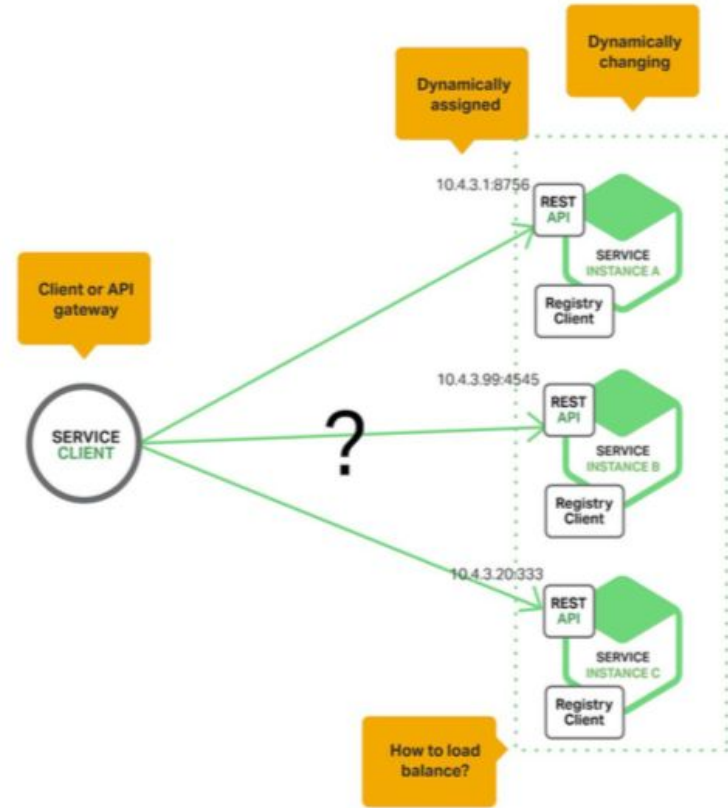 Dynamically
changing
Dynamically
assigned
10.4.3.1:8756
REST
API
SERVICE
INSTANCE A
Registry
Client
Client or API
gateway
10.4.3.99:4545
REST
API
SERVICE
INSTANCE B
Registry
Client
SERVICE
CLIENT
?
10.4.3.20:333
REST
API
SERVICE
INSTANCE C
Registry
Client
How to load
balance?